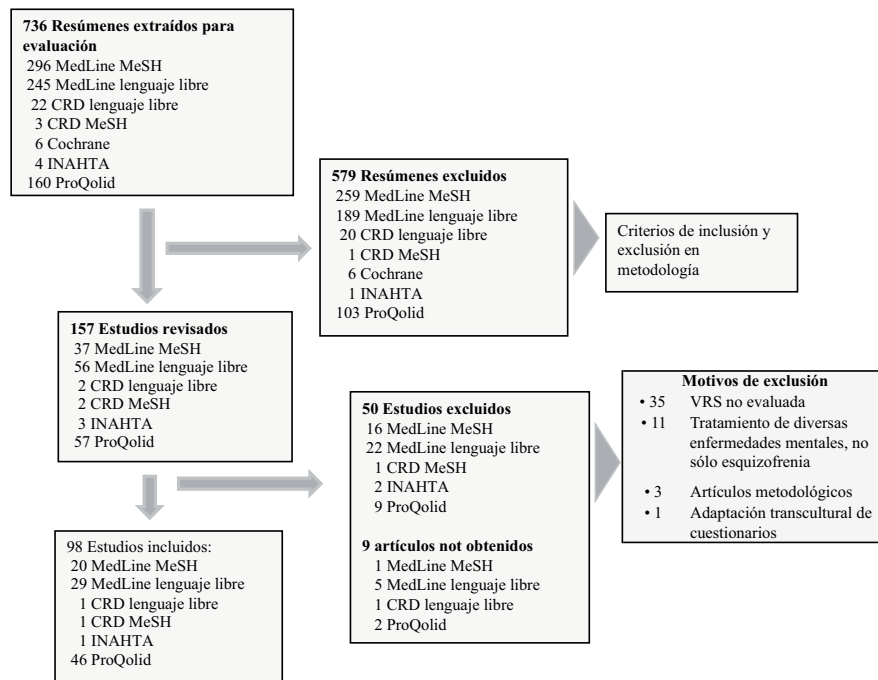 736 Resúmenes extraídos para
evaluación
296 MedLine MeSH
245 MedLine lenguaje libre
22 CRD lenguaje libre
3 CRD MeSH
6 Cochrane
4 INAHTA
160 ProQolid
579 Resúmenes excluidos
259 MedLine MeSH
189 MedLine lenguaje libre
20 CRD lenguaje libre
1 CRD MeSH
6 Cochrane
1 INAHTA
103 ProQolid
Criterios de inclusión y
exclusión en
metodología
157 Estudios revisados
37 MedLine MeSH
56 MedLine lenguaje libre
2 CRD lenguaje libre
2 CRD MeSH
3 INAHTA
57 ProQolid
50 Estudios excluidos
16 MedLine MeSH
22 MedLine lenguaje libre
1 CRD MeSH
2 INAHTA
9 ProQolid
9 artículos not obtenidos
1 MedLine MeSH
5 MedLine lenguaje libre
1 CRD lenguaje libre
2 ProQolid
Motivos de exclusión
• 35 VRS no evaluada
• 11 Tratamiento de diversas
enfermedades mentales, no
sólo esquizofrenia
• 3 Artículos metodológicos
• 1 Adaptación transcultural de
cuestionarios
98 Estudios incluidos:
20 MedLine MeSH
29 MedLine lenguaje libre
1 CRD lenguaje libre
1 CRD MeSH
1 INAHTA
46 ProQolid